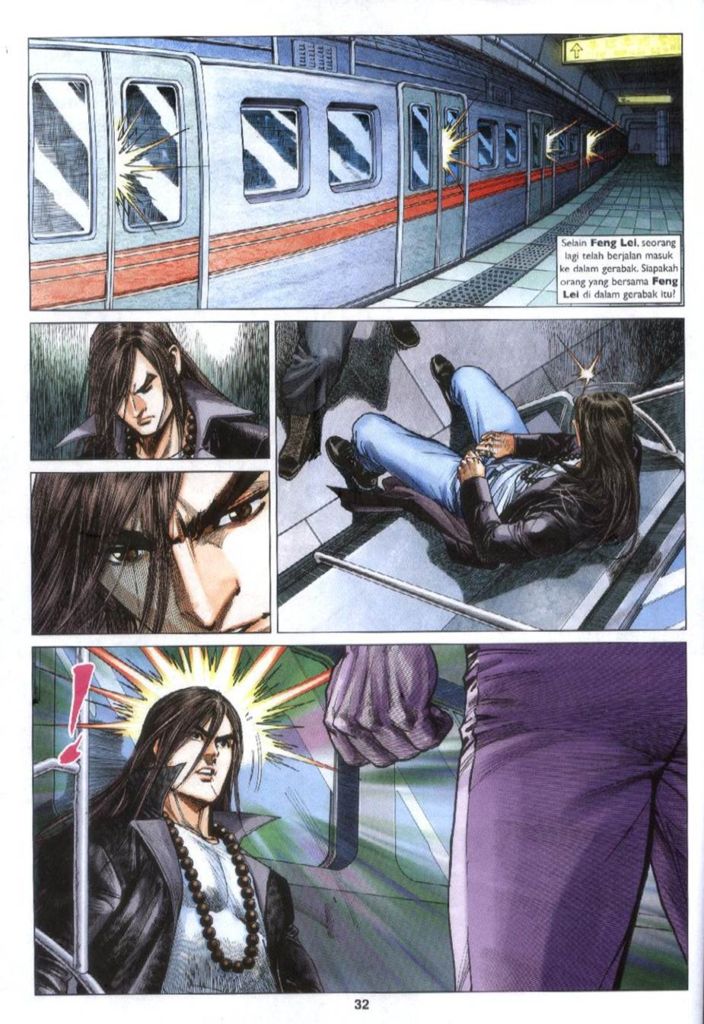 Selain Feng Lei, seorang
lagi telah berjalan masuk
ke dalam gerabak. Siapakah
orang yang bersama Feng
Lei di dalam gerabak itu?
!
32